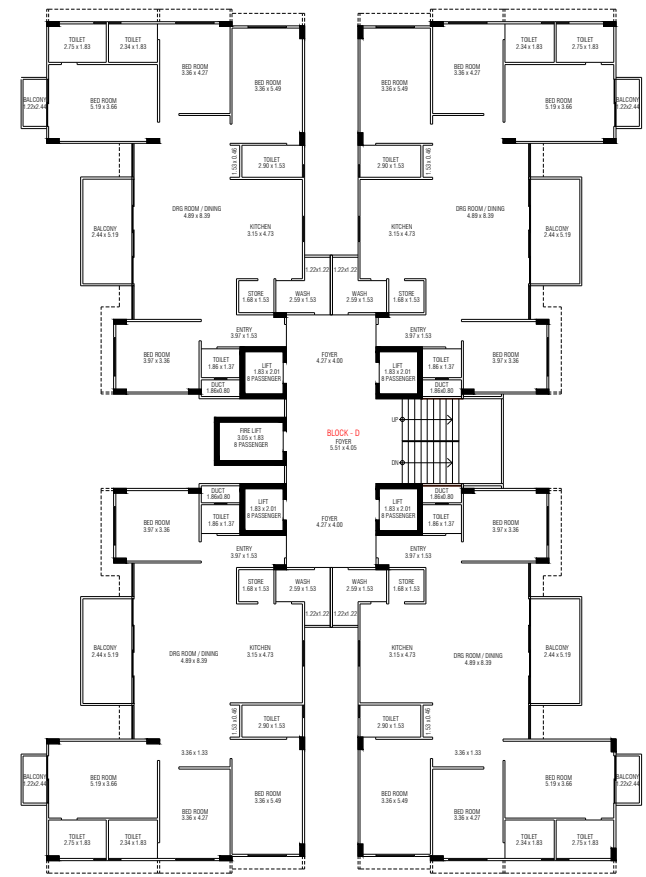 TOILET
2.75 x 1.83
TOILET
2.34 x 1.83
BED ROOM
3.36 x 4.27
BED ROOM
3.36 x 5.49
BED ROOM
3.36 x 5.49
BED ROOM
3.36 x 4.27
TOILET
2.34 x 1.83
TOILET
2.75 x 1.83
BALCONY
1.22x2.44
BED ROOM
5.19 x 3.66
BED ROOM
5.19 x 3.66
BALCONY
1.22x2.44
1.53 x 0.46
TOILET
2.90 x 1.53
TOILET
2.90 x 1.53
1.53 x 0.46
BALCONY
2.44 x 5.19
DRG ROOM / DINING
4.89 x 8.39
KITCHEN
3.15 x 4.73
KITCHEN
3.15 x 4.73
DRG ROOM / DINING
4.89 x 8.39
BALCONY
2.44 x 5.19
1.22x1.22
1.22x1.22
STORE
1.68 x 1.53
WASH
2.59 x 1.53
WASH
2.59 x 1.53
STORE
1.68 x 1.53
ENTRY
3.97 x 1.53
ENTRY
3.97 x 1.53
BED ROOM
3.97 x 3.36
TOILET
1.86 x 1.37
LIFT
1.83 x 2.01
8 PASSENGER
FOYER
4.27 x 4.00
LIFT
1.83 x 2.01
8 PASSENGER
TOILET
1.86 x 1.37
BED ROOM
3.97 x 3.36
DUCT
1.86x0.80
DUCT
1.86x0.80
FIRE LIFT
3.05 x 1.83
8 PASSENGER
BLOCK - D
FOYER
5.51 x 4.05
UP
DN
DUCT
1.86x0.80
DUCT
1.86x0.80
BED ROOM
3.97 x 3.36
TOILET
1.86 x 1.37
LIFT
1.83 x 2.01
8 PASSENGER
FOYER
4.27 x 4.00
LIFT
1.83 x 2.01
8 PASSENGER
TOILET
1.86 x 1.37
BED ROOM
3.97 x 3.36
ENTRY
3.97 x 1.53
ENTRY
3.97 x 1.53
STORE
1.68 x 1.53
WASH
2.59 x 1.53
WASH
2.59 x 1.53
STORE
1.68 x 1.53
1.22x1.22
1.22x1.22
BALCONY
2.44 x 5.19
DRG ROOM / DINING
4.89 x 8.39
KITCHEN
3.15 x 4.73
KITCHEN
3.15 x 4.73
DRG ROOM / DINING
4.89 x 8.39
BALCONY
2.44 x 5.19
1.53 x 0.46
TOILET
2.90 x 1.53
TOILET
2.90 x 1.53
1.53 x 0.46
3.36 x 1.33
3.36 x 1.33
BALCONY
1.22x2.44
BED ROOM
5.19 x 3.66
BED ROOM
5.19 x 3.66
BALCONY
1.22x2.44
BED ROOM
3.36 x 5.49
BED ROOM
3.36 x 5.49
BED ROOM
3.36 x 4.27
BED ROOM
3.36 x 4.27
TOILET
2.75 x 1.83
TOILET
2.34 x 1.83
TOILET
2.34 x 1.83
TOILET
2.75 x 1.83